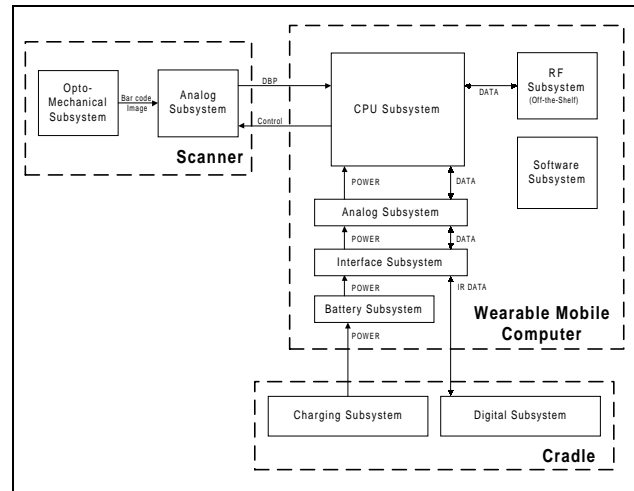 Opto-
Mechanical
Subsystem
Bar code
Image
Analog
Subsystem
DBP
Control
Scanner
CPU Subsystem
DATA
RF
Subsystem
(Off-the-Shelf)
Software
Subsystem
POWER
DATA
Analog Subsystem
POWER
DATA
Interface Subsystem
POWER
IR DATA
Battery Subsystem
Wearable Mobile
Computer
POWER
Charging Subsystem
Digital Subsystem
Cradle